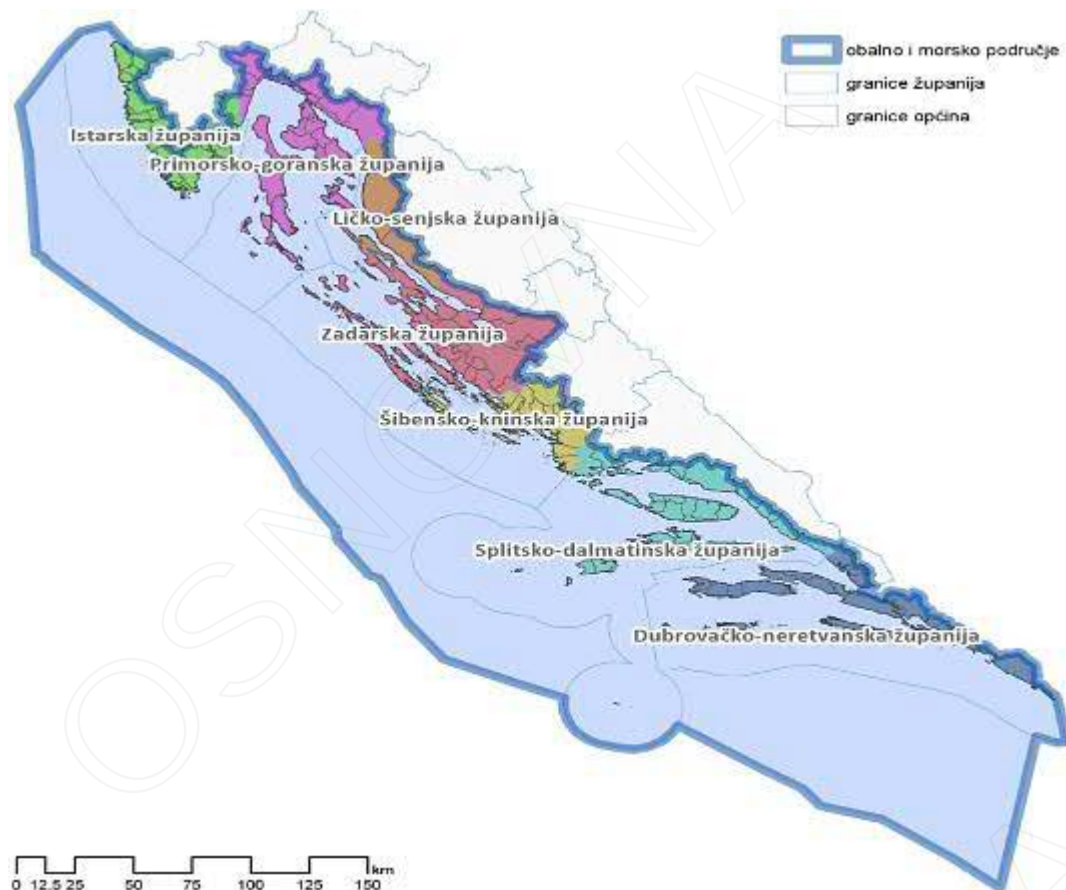 obalno i morsko područje
granice županija
granice općina
Istarska županija
Primorsko-goranska županija
Ličko-senjska županija
Zadarska županija
Šibensko-kninska županija
Splitsko-dalmatinska županija
Dubrovačko-neretvanska županija
km
0 12.5 25 50 75 100 125 150
OSNOVNA